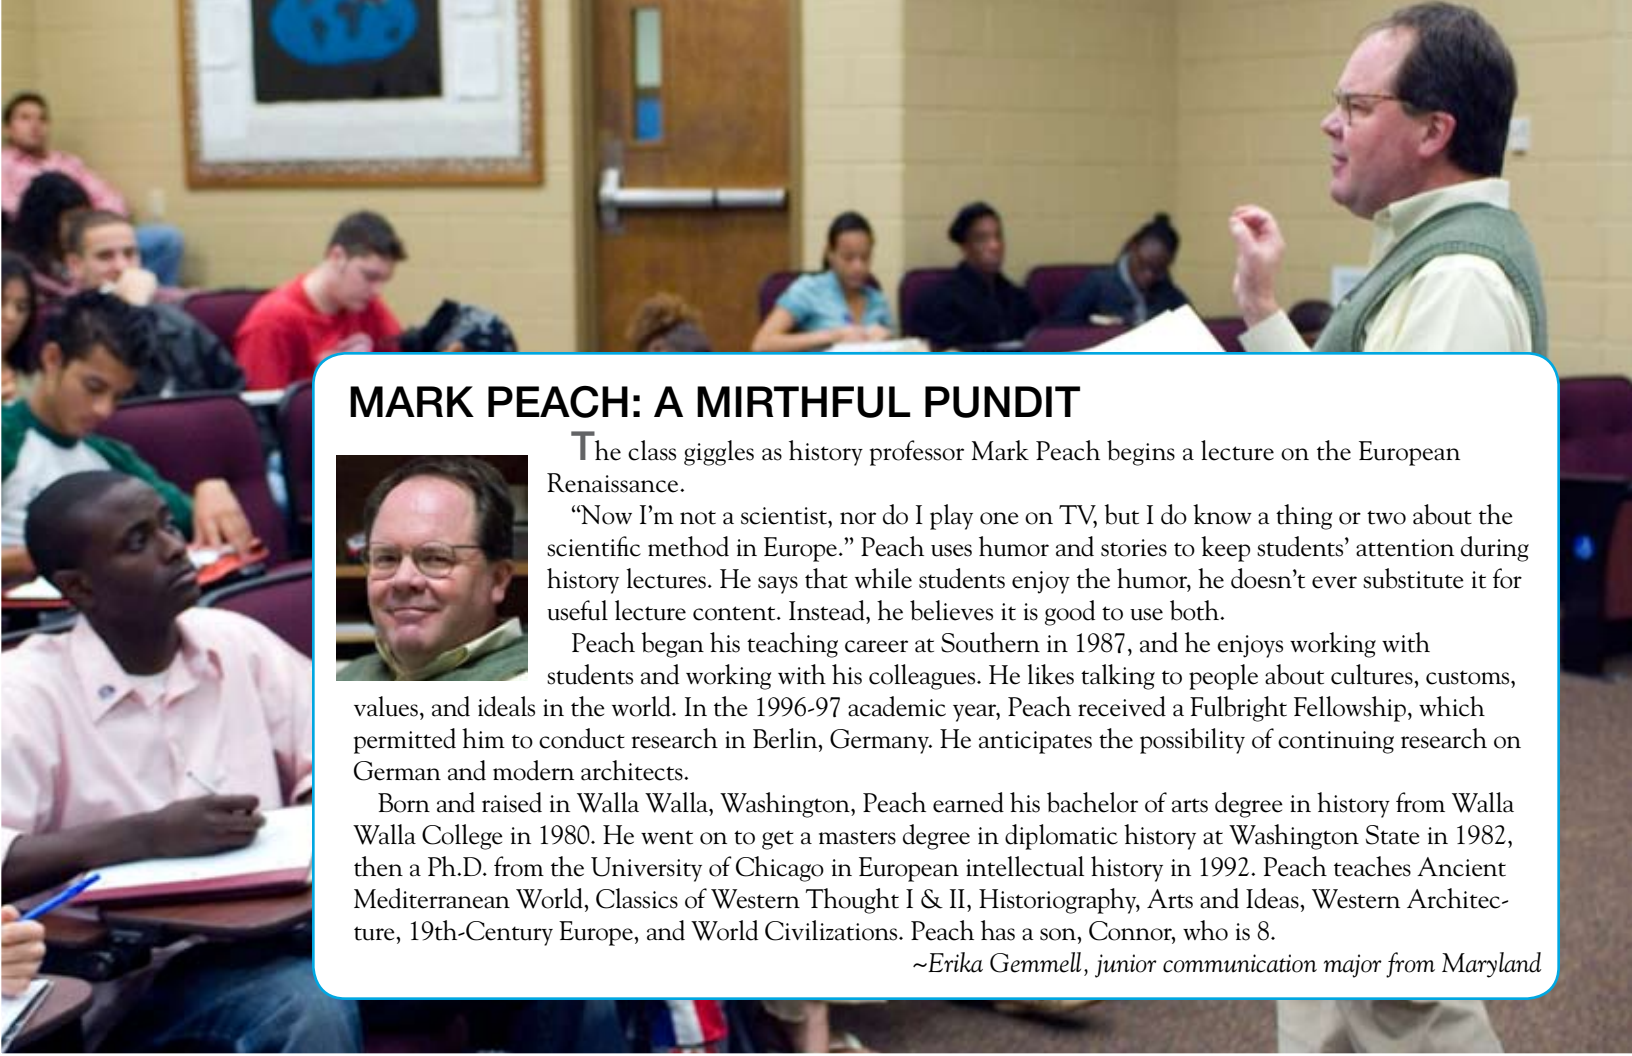 MARK PEACH: A MIRTHFUL PUNDIT
The class giggles as history professor Mark Peach begins a lecture on the European
Renaissance.
“Now I’m not a scientist, nor do I play one on TV, but I do know a thing or two about the
scientific method in Europe.” Peach uses humor and stories to keep students’ attention during
history lectures. He says that while students enjoy the humor, he doesn’t ever substitute it for
useful lecture content. Instead, he believes it is good to use both.
Peach began his teaching career at Southern in 1987, and he enjoys working with
students and working with his colleagues. He likes talking to people about cultures, customs,
values, and ideals in the world. In the 1996-97 academic year, Peach received a Fulbright Fellowship, which
permitted him to conduct research in Berlin, Germany. He anticipates the possibility of continuing research on
German and modern architects.
Born and raised in Walla Walla, Washington, Peach earned his bachelor of arts degree in history from Walla
Walla College in 1980. He went on to get a masters degree in diplomatic history at Washington State in 1982,
then a Ph.D. from the University of Chicago in European intellectual history in 1992. Peach teaches Ancient
Mediterranean World, Classics of Western Thought I & II, Historiography, Arts and Ideas, Western Architec-
ture, 19th-Century Europe, and World Civilizations. Peach has a son, Connor, who is 8.
~Erika Gemmell, junior communication major from Maryland